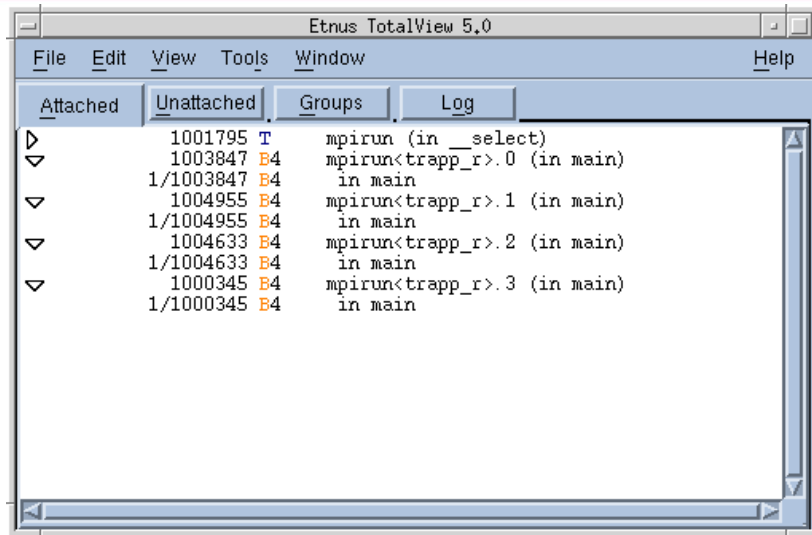 Etnus TotalView 5.0
File Edit View Tools Window Help
Attached Unattached Groups Log
1001795 T mpirun (in __select)
1003847 B4 mpirun<trapp_r>.0 (in main)
1/1003847 B4 in main
1004955 B4 mpirun<trapp_r>.1 (in main)
1/1004955 B4 in main
1004633 B4 mpirun<trapp_r>.2 (in main)
1/1004633 B4 in main
1000345 B4 mpirun<trapp_r>.3 (in main)
1/1000345 B4 in main